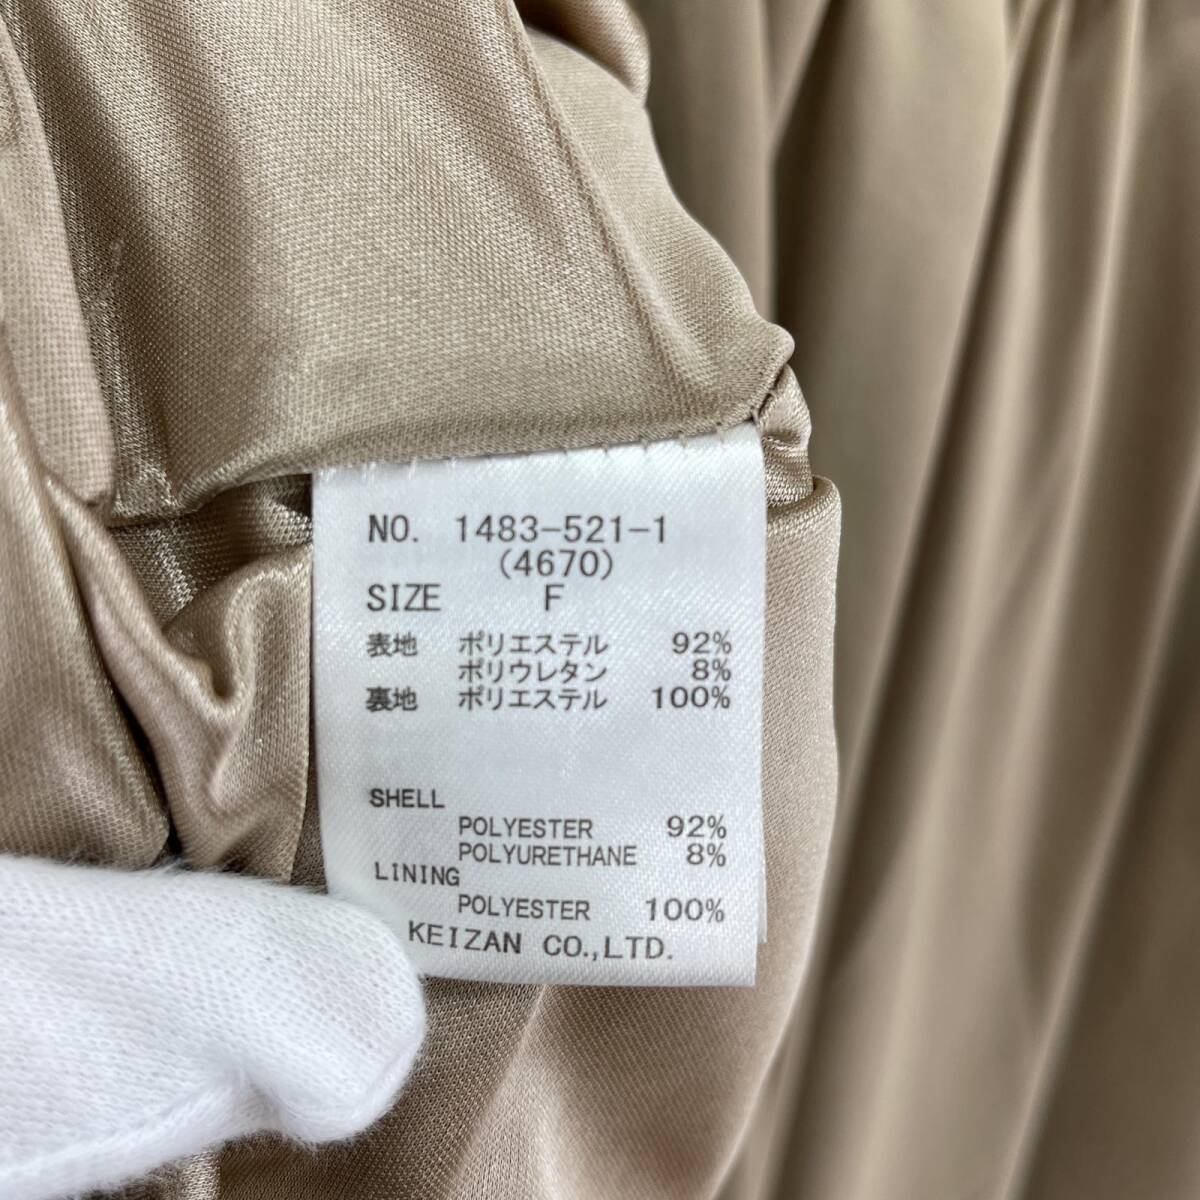 NO. 1483-521-1
(4670)
SIZE F
表地 ポリエステル 92%
ポリウレタン 8%
裏地 ポリエステル 100%
SHELL
POLYESTER 92%
POLYURETHANE 8%
LINING
POLYESTER 100%
KEIZAN CO.,LTD.